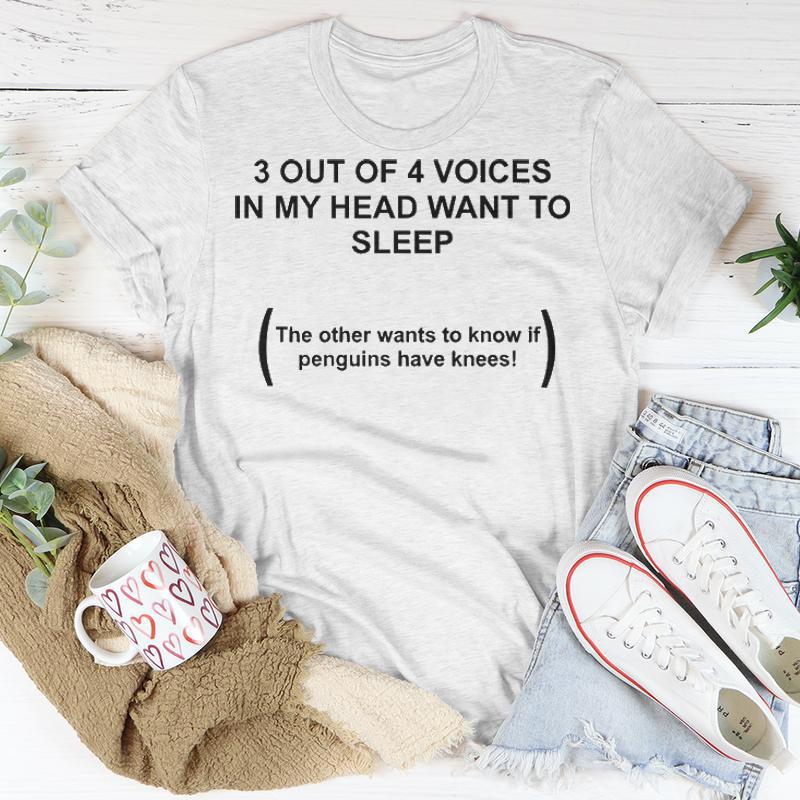 3 OUT OF 4 VOICES
IN MY HEAD WANT TO
SLEEP
(The other wants to know if
penguins have knees!)